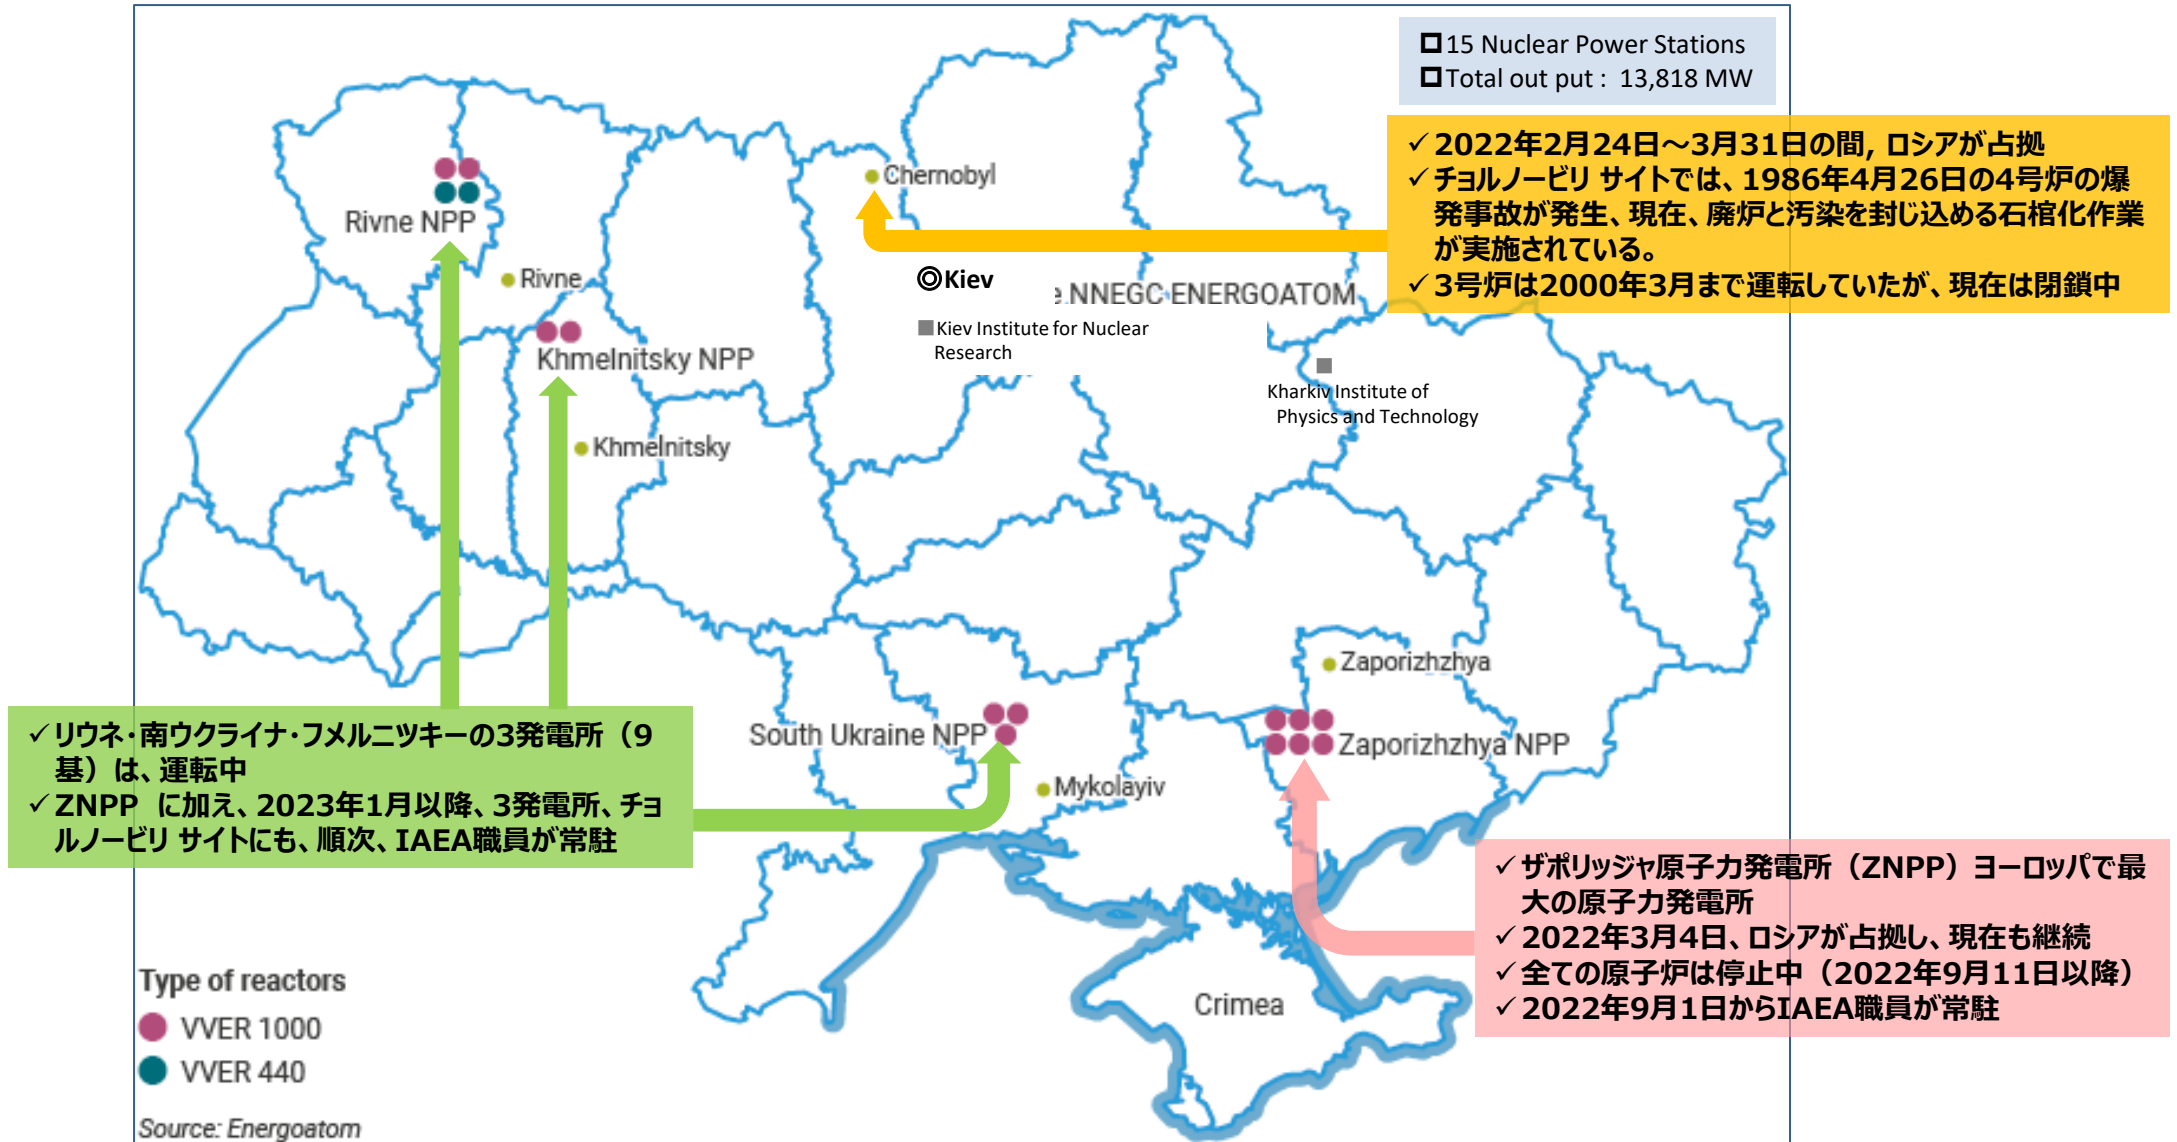 □15 Nuclear Power Stations
□Total out put : 13,818 MW
✓2022年2月24日～3月31日の間, ロシアが占拠
✓チョルノービリ サイトでは、1986年4月26日の4号炉の爆
発事故が発生、現在、廃炉と汚染を封じ込める石棺化作業
が実施されている。
✓3号炉は2000年3月まで運転していたが、現在は閉鎖中
Chernobyl
Rivne NPP
Rivne
◎Kiev
e.NNEGC ENERGOATOM
■Kiev Institute for Nuclear
Research
Khmelnitsky NPP
Kharkiv Institute of
Physics and Technology
Khmelnitsky
Zaporizhzhya
South Ukraine NPP
Zaporizhzhya NPP
Mykolayiv
✓リウネ・南ウクライナ・フメルニツキーの3発電所（9
基）は、運転中
✓ZNPP に加え、2023年1月以降、3発電所、チョ
ルノービリ サイトにも、順次、IAEA職員が常駐
✓ザポリッジャ原子力発電所（ZNPP）ヨーロッパで最
大の原子力発電所
✓2022年3月4日、ロシアが占拠し、現在も継続
✓全ての原子炉は停止中（2022年9月11日以降）
✓2022年9月1日からIAEA職員が常駐
Crimea
Type of reactors
VVER 1000
VVER 440
Source: Energoatom